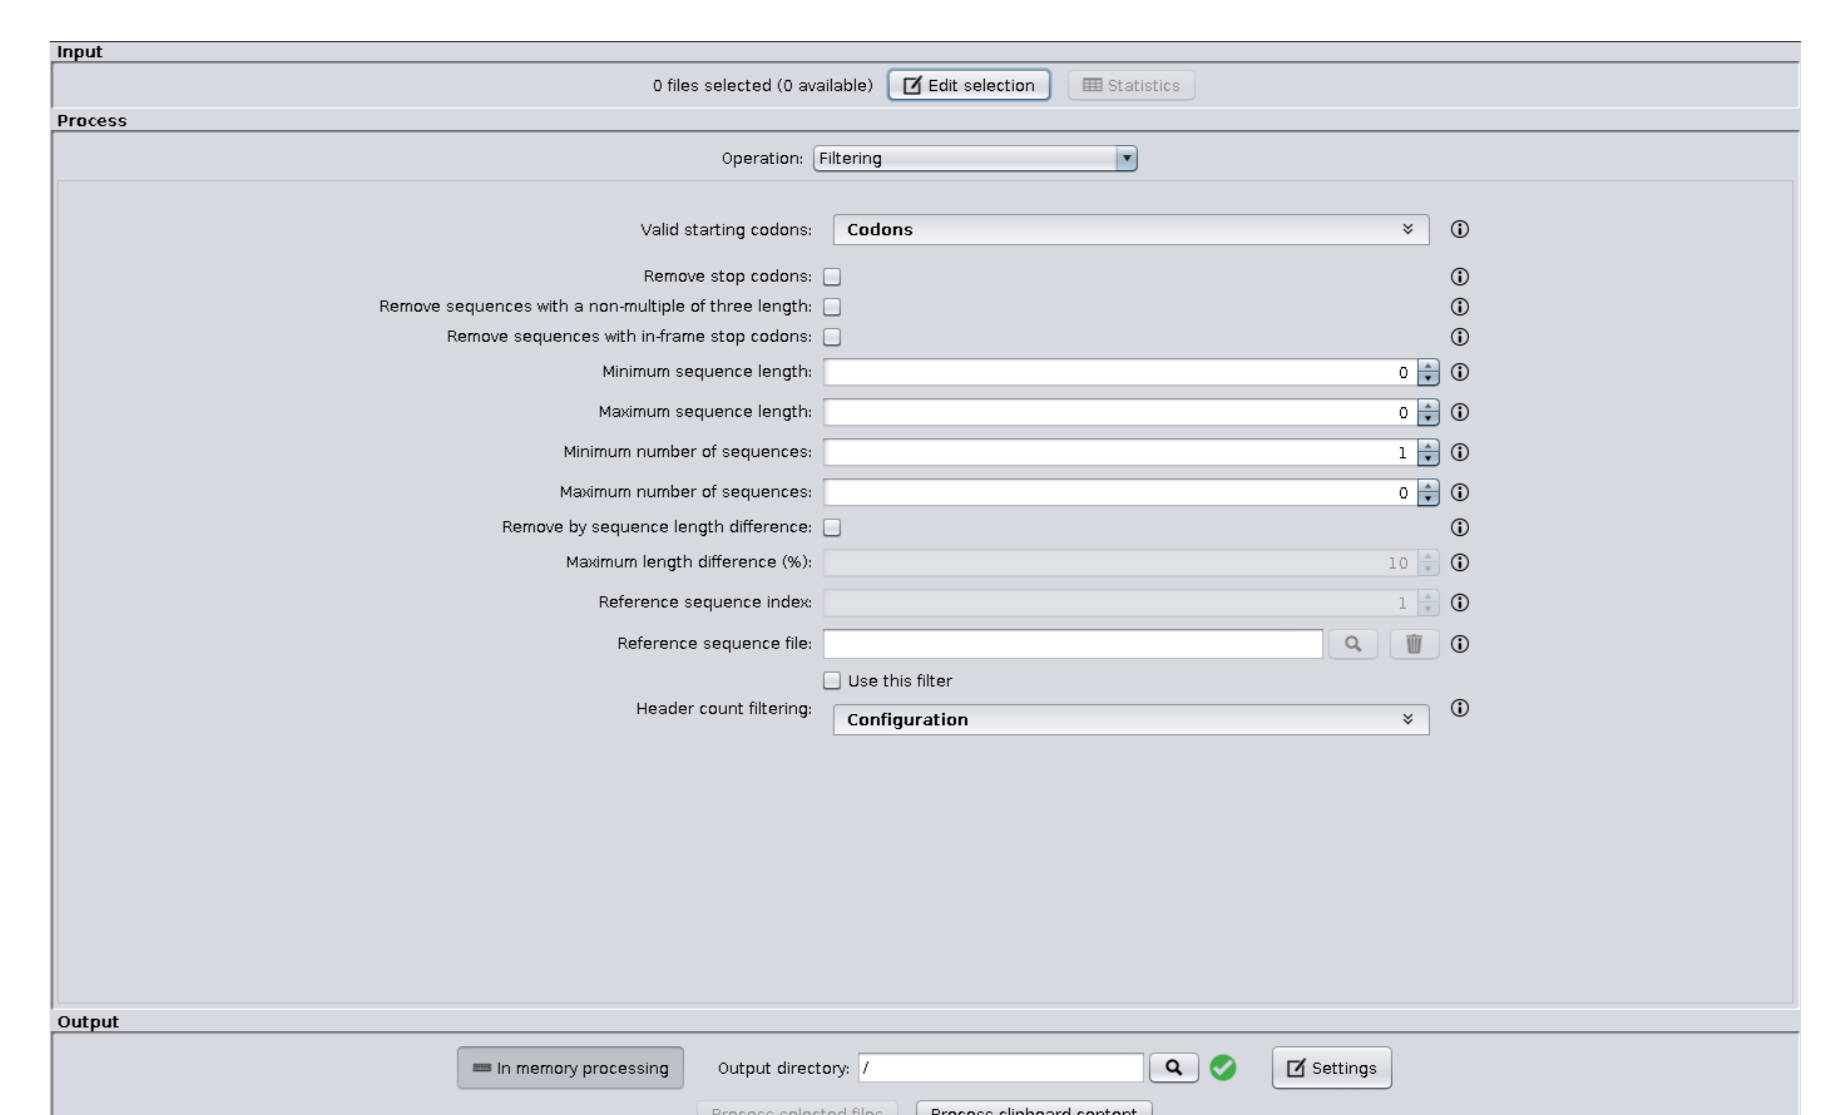 Input
0 files selected (0 available) Edit selection Statistics
Process
Operation: Filtering
Valid starting codons: Codons
Remove stop codons:
Remove sequences with a non-multiple of three length:
Remove sequences with in-frame stop codons:
Minimum sequence length: 0
Maximum sequence length: 0
Minimum number of sequences: 1
Maximum number of sequences: 0
Remove by sequence length difference:
Maximum length difference (%): 10
Reference sequence index: 1
Reference sequence file:
Use this filter
Header count filtering: Configuration
Output
In memory processing Output directory: / Settings
Process selected files Process clipboard content